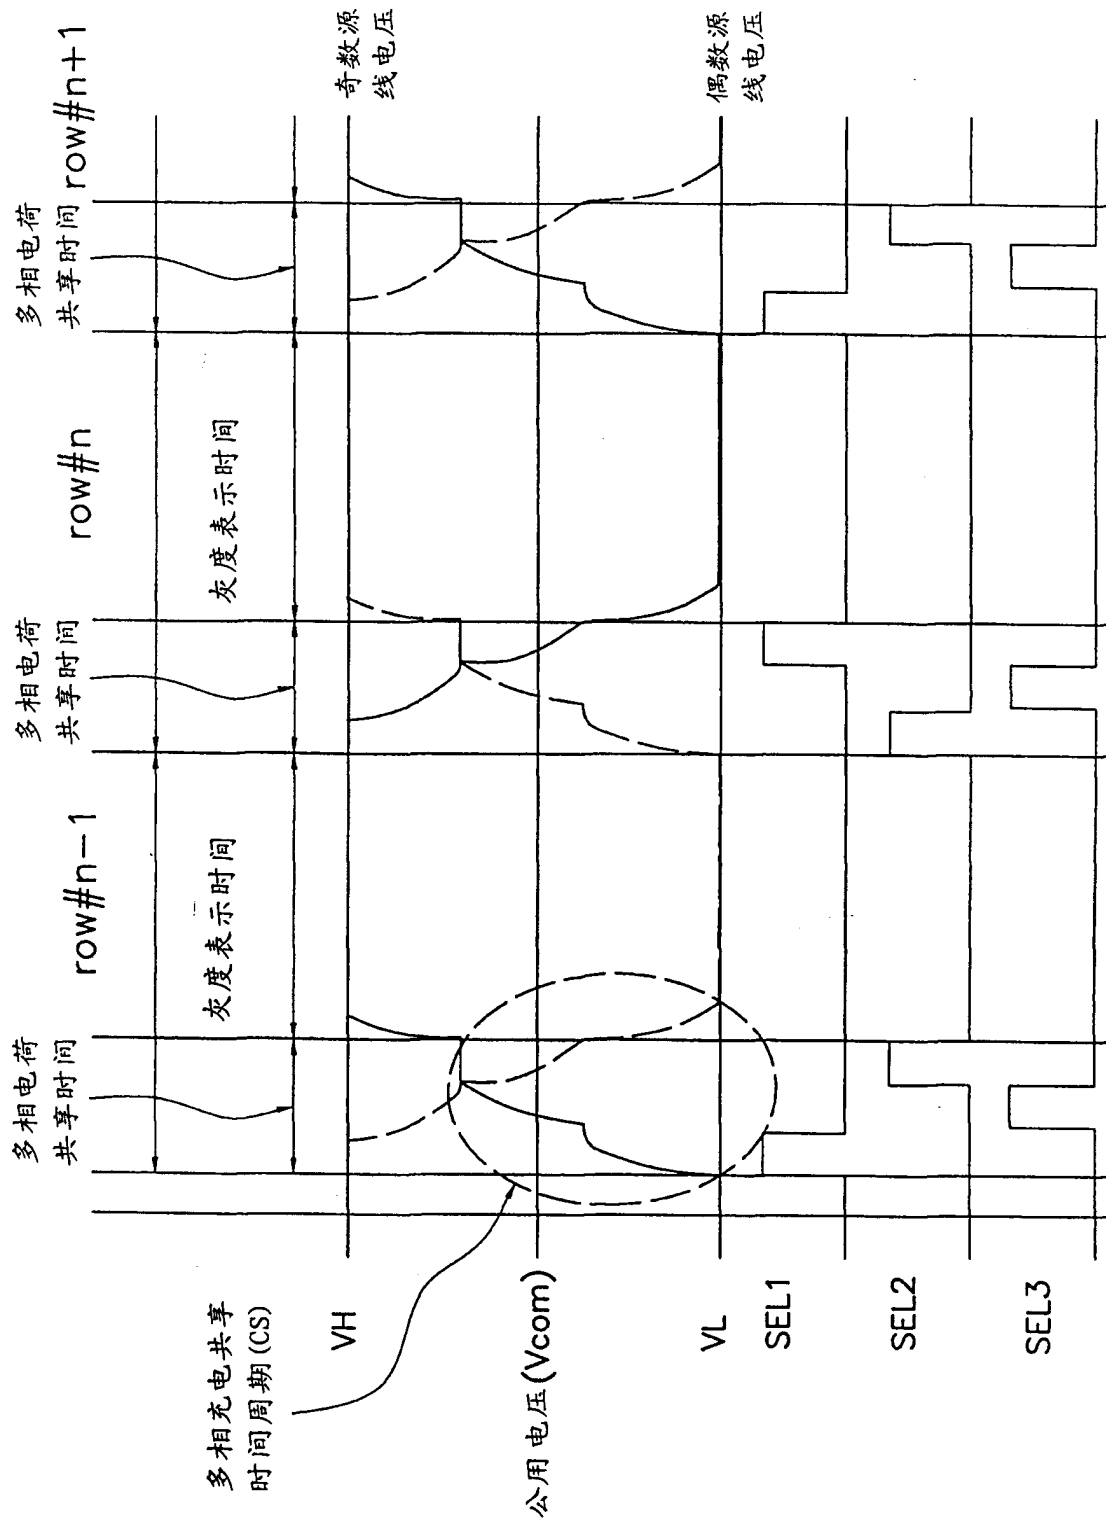 row#n-1
row#n
row#n+1
多相电荷
共享时间
多相电荷
共享时间
多相电荷
共享时间
灰度表示时间
灰度表示时间
多相充电共享
时间周期(CS)
VH
奇数源
线电压
公用电压(Vcom)
VL
偶数源
线电压
SEL1
SEL2
SEL3